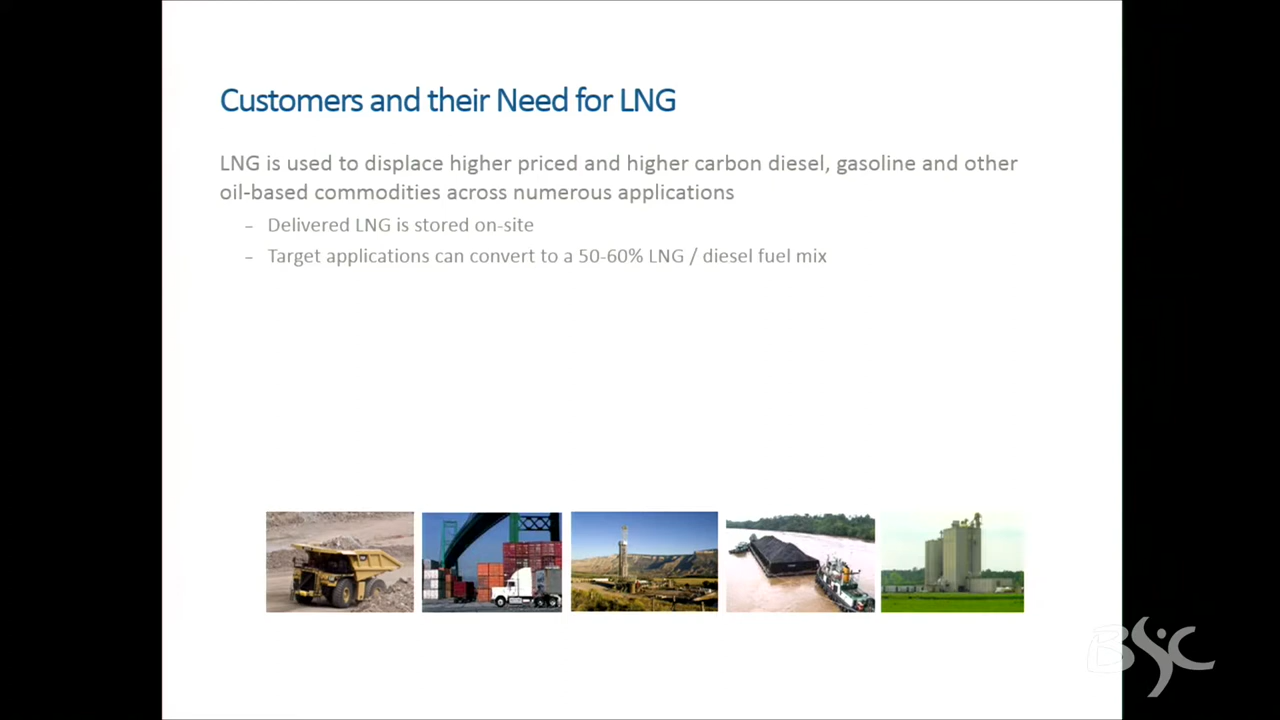 Customers and their Need for LNG
LNG is used to displace higher priced and higher carbon diesel, gasoline and other
oil-based commodities across numerous applications
– Delivered LNG is stored on-site
– Target applications can convert to a 50-60% LNG / diesel fuel mix
BSC